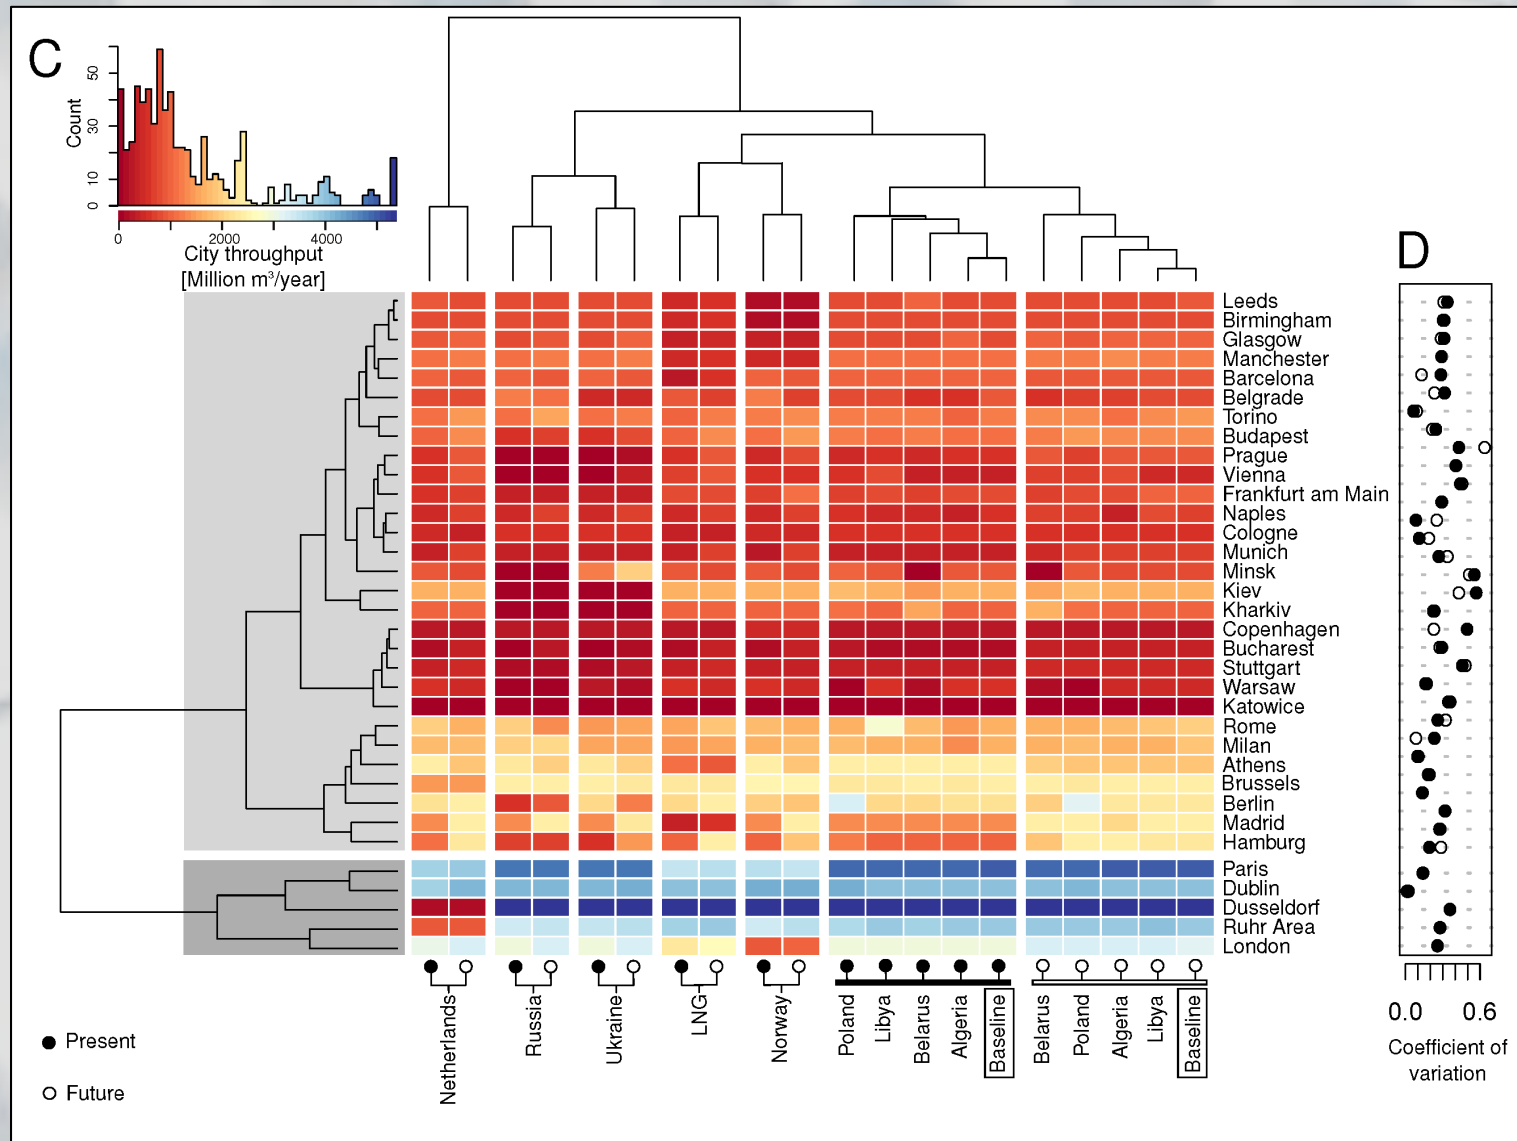 C
Count
0
10
30
50
0
2000
4000
City throughput
[Million m³/year]
D
Leeds
Birmingham
Glasgow
Manchester
Barcelona
Belgrade
Torino
Budapest
Prague
Vienna
Frankfurt am Main
Naples
Cologne
Munich
Minsk
Kiev
Kharkiv
Copenhagen
Bucharest
Stuttgart
Warsaw
Katowice
Rome
Milan
Athens
Brussels
Berlin
Madrid
Hamburg
Paris
Dublin
Dusseldorf
Ruhr Area
London
Netherlands
Russia
Ukraine
LNG
Norway
Poland
Libya
Belarus
Algeria
Baseline
Belarus
Poland
Algeria
Libya
Baseline
0.0
0.6
Coefficient of
variation
Present
Future